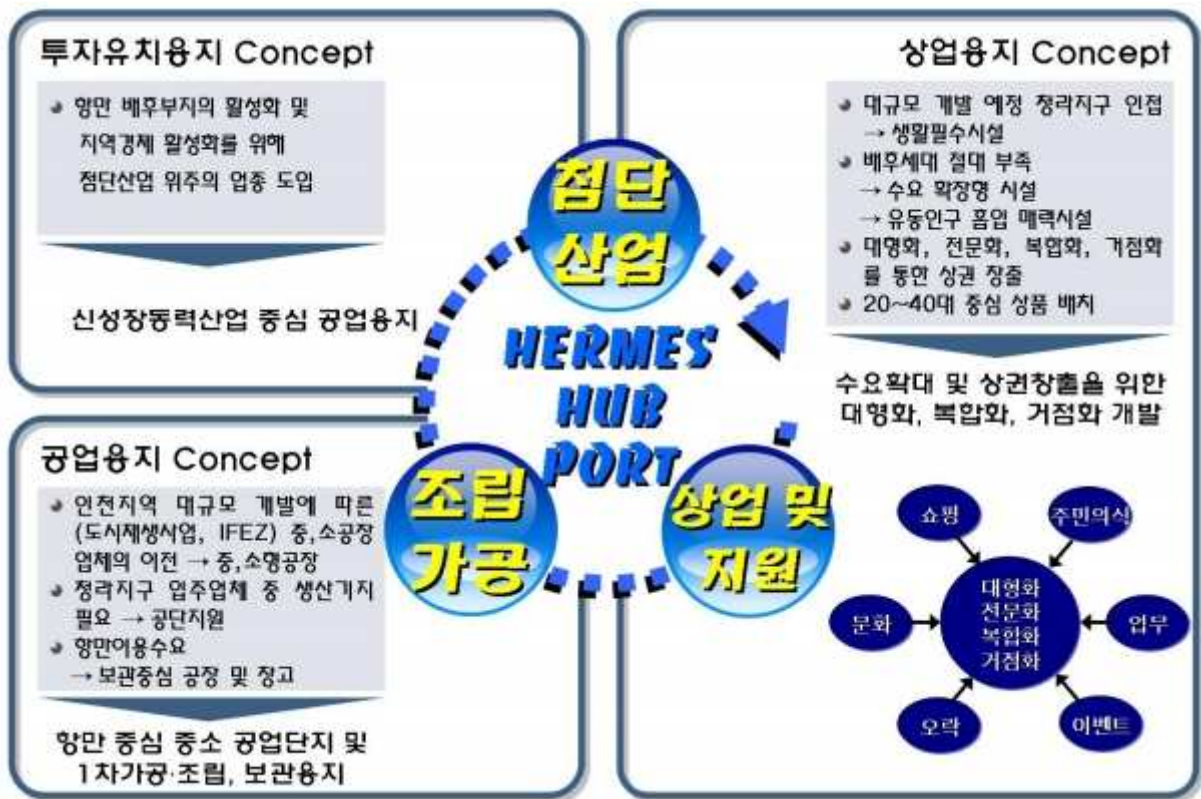 투자유치용지 Concept
항만 배후부지의 활성화 및
지역경제 활성화를 위해
첨단산업 위주의 업종 도입
신성장동력산업 중심 공업용지
공업용지 Concept
인천지역 대규모 개발에 따른
(도시재생사업, IFEZ) 중,소공장
업체의 이전 → 중,소형공장
청라지구 입주업체 중 생산기지
필요 → 공단지원
항만이용수요
→ 보관중심 공장 및 창고
항만 중심 중소 공업단지 및
1차가공·조립, 보관용지
첨단
산업
HERMES
HUB
PORT
조립
가공
상업 및
지원
상업용지 Concept
대규모 개발 예정 청라지구 인접
→ 생활필수시설
배후세대 절대 부족
→ 수요 확장형 시설
→ 유동인구 흡입 매력시설
대형화, 전문화, 복합화, 거점화
를 통한 상권 창출
20~40대 중심 상품 배치
수요확대 및 상권창출을 위한
대형화, 복합화, 거점화 개발
쇼핑
주민의식
문화
대형화
전문화
복합화
거점화
업무
오락
이벤트